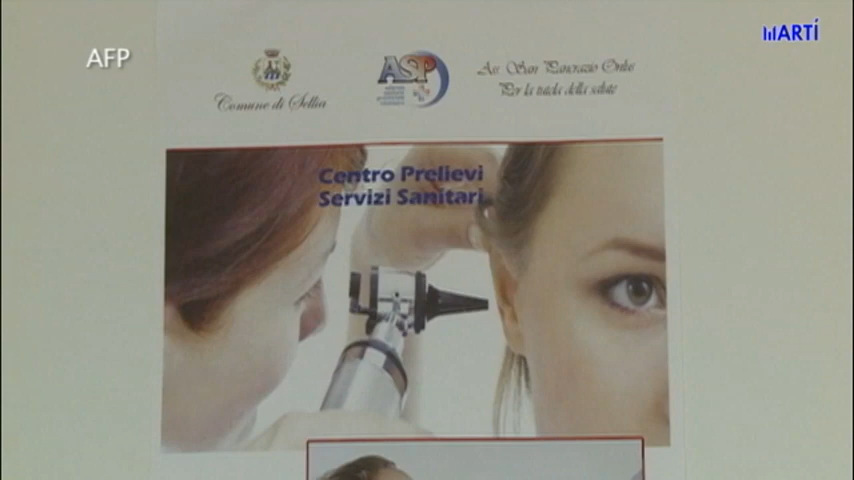 AFP
MARTÍ
Comune di Sellia
ASP
Ass. San Pancrazio Onlus
Per la tutela della salute
Centro Prelievi
Servizi Sanitari